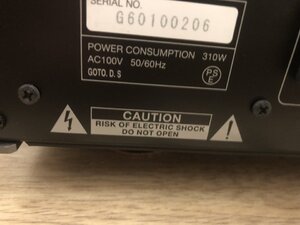 SERIAL NO.
G60100206
POWER CONSUMPTION 310W
AC100V 50/60Hz
GOTO. D. S
PS
E
CAUTION
RISK OF ELECTRIC SHOCK
DO NOT OPEN